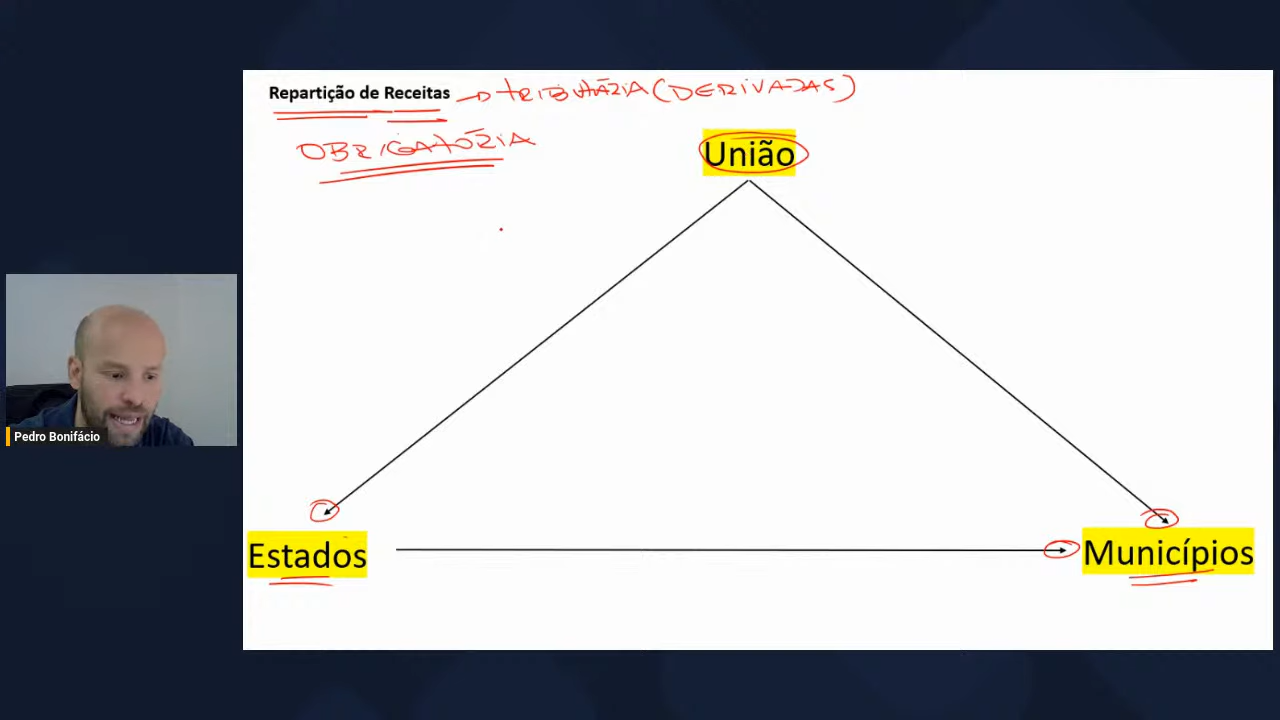 Repartição de Receitas → TRIBUTÁRIA (DERIVADAS)
OBRIGATÓRIA
União
Pedro Bonifácio
Estados
Municípios